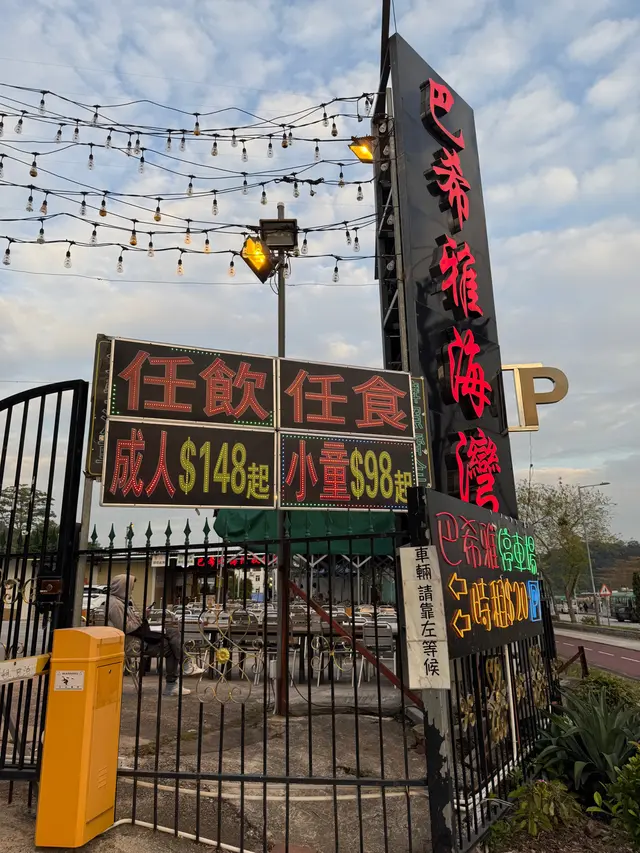 巴希雅海灣
P
任飲
任食
成人$148起
小童$98起
巴希雅停車場
時租$20
P
車輛請靠左等候